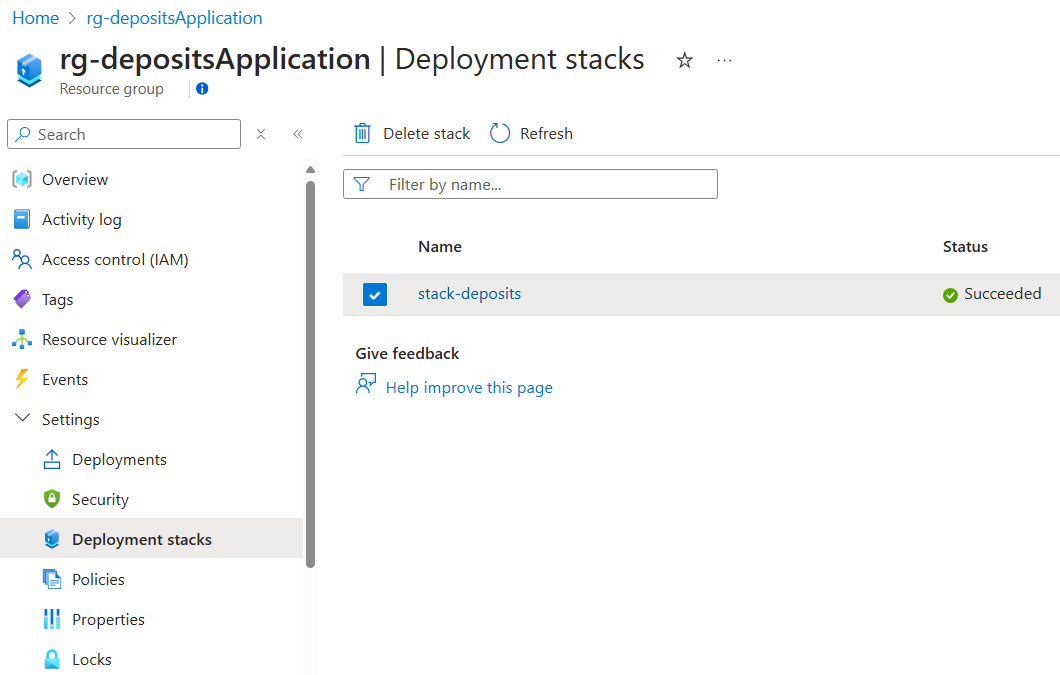 Home > rg-depositsApplication
rg-depositsApplication | Deployment stacks
Resource group
Search
Overview
Activity log
Access control (IAM)
Tags
Resource visualizer
Events
Settings
Deployments
Security
Deployment stacks
Policies
Properties
Locks
Delete stack Refresh
Filter by name...
Name Status
stack-deposits Succeeded
Give feedback
Help improve this page